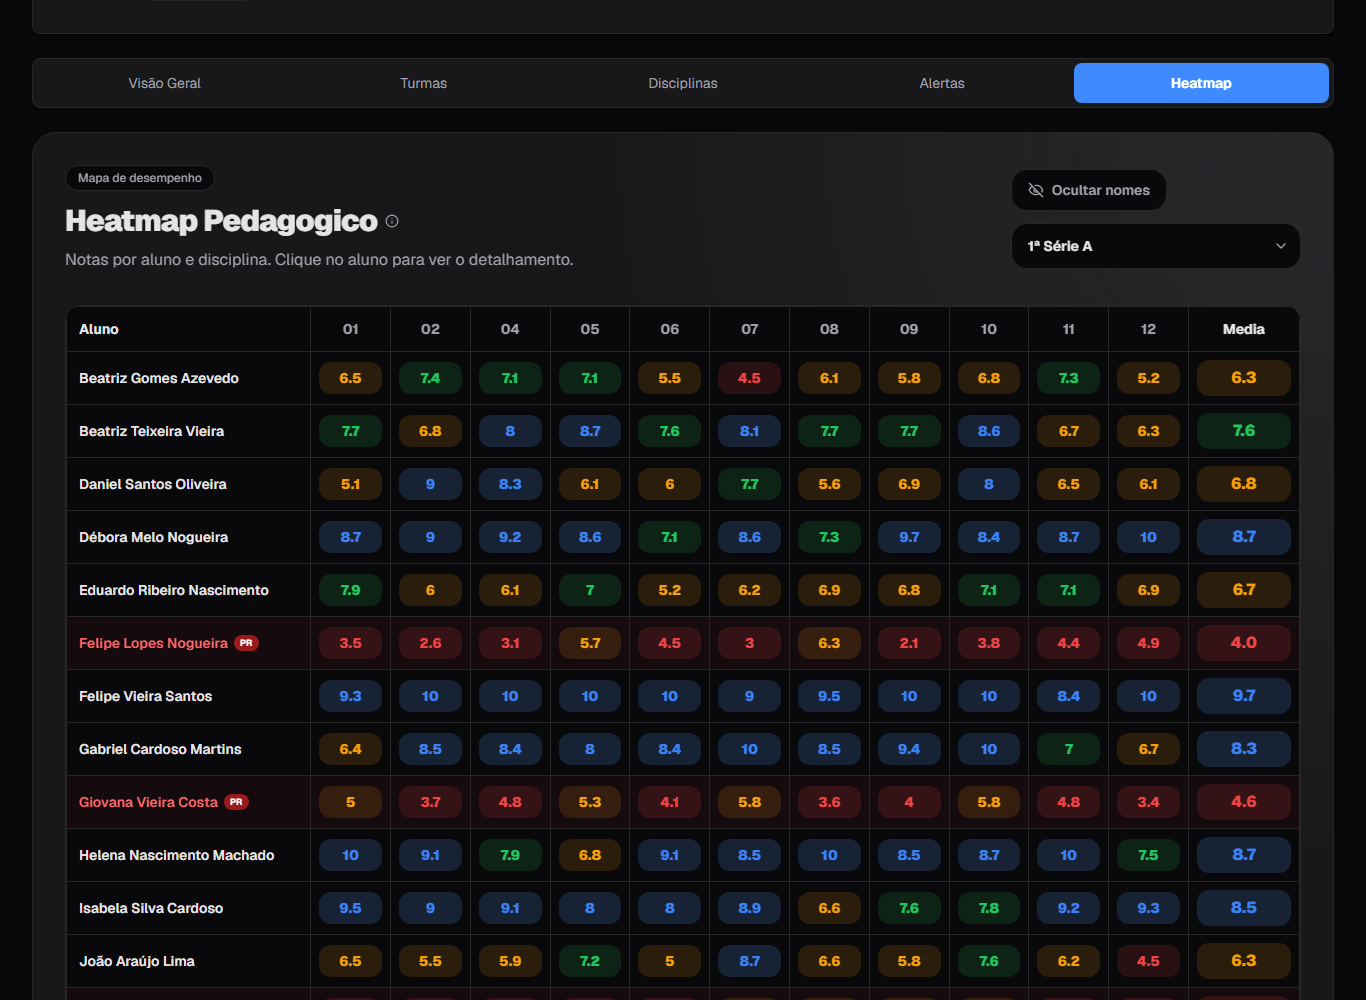 Visão Geral Turmas Disciplinas Alertas Heatmap
Mapa de desempenho
Ocultar nomes
Heatmap Pedagogico
1ª Série A
Notas por aluno e disciplina. Clique no aluno para ver o detalhamento.
Aluno 01 02 04 05 06 07 08 09 10 11 12 Media
Beatriz Gomes Azevedo 6.5 7.4 7.1 7.1 5.5 4.5 6.1 5.8 6.8 7.3 5.2 6.3
Beatriz Teixeira Vieira 7.7 6.8 8 8.7 7.6 8.1 7.7 7.7 8.6 6.7 6.3 7.6
Daniel Santos Oliveira 5.1 9 8.3 6.1 6 7.7 5.6 6.9 8 6.5 6.1 6.8
Débora Melo Nogueira 8.7 9 9.2 8.6 7.1 8.6 7.3 9.7 8.4 8.7 10 8.7
Eduardo Ribeiro Nascimento 7.9 6 6.1 7 5.2 6.2 6.9 6.8 7.1 7.1 6.9 6.7
Felipe Lopes Nogueira PR 3.5 2.6 3.1 5.7 4.5 3 6.3 2.1 3.8 4.4 4.9 4.0
Felipe Vieira Santos 9.3 10 10 10 10 9 9.5 10 10 8.4 10 9.7
Gabriel Cardoso Martins 6.4 8.5 8.4 8 8.4 10 8.5 9.4 10 7 6.7 8.3
Giovana Vieira Costa PR 5 3.7 4.8 5.3 4.1 5.8 3.6 4 5.8 4.8 3.4 4.6
Helena Nascimento Machado 10 9.1 7.9 6.8 9.1 8.5 10 8.5 8.7 10 7.5 8.7
Isabela Silva Cardoso 9.5 9 9.1 8 8 8.9 6.6 7.6 7.8 9.2 9.3 8.5
João Araújo Lima 6.5 5.5 5.9 7.2 5 8.7 6.6 5.8 7.6 6.2 4.5 6.3